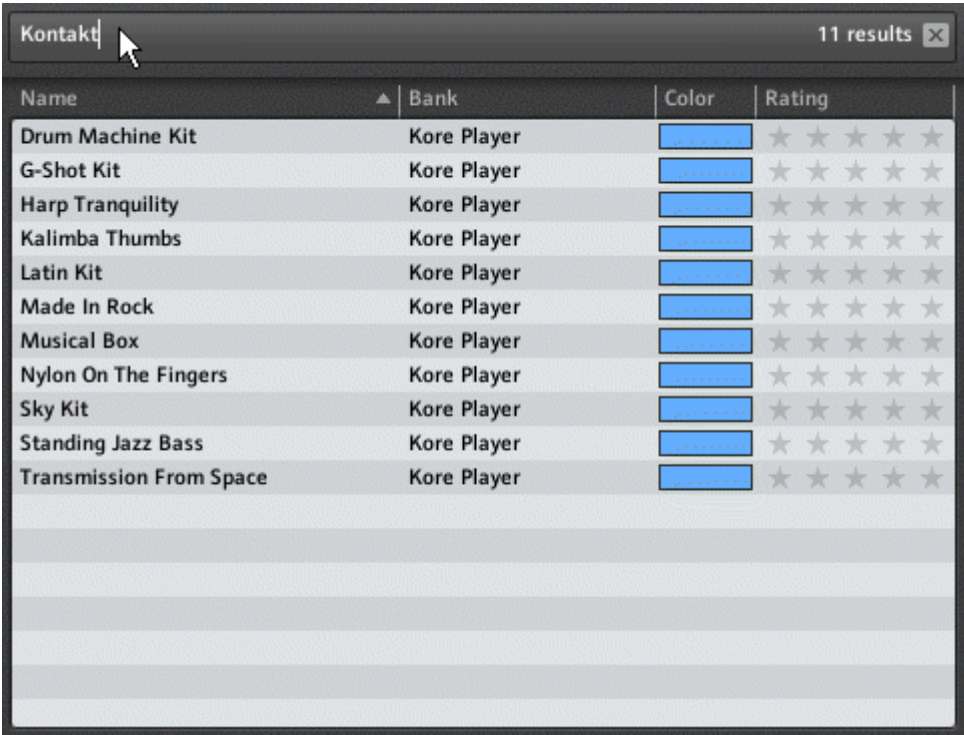 Kontakt 11 results
Name Bank Color Rating
Drum Machine Kit Kore Player
G-Shot Kit Kore Player
Harp Tranquility Kore Player
Kalimba Thumbs Kore Player
Latin Kit Kore Player
Made In Rock Kore Player
Musical Box Kore Player
Nylon On The Fingers Kore Player
Sky Kit Kore Player
Standing Jazz Bass Kore Player
Transmission From Space Kore Player